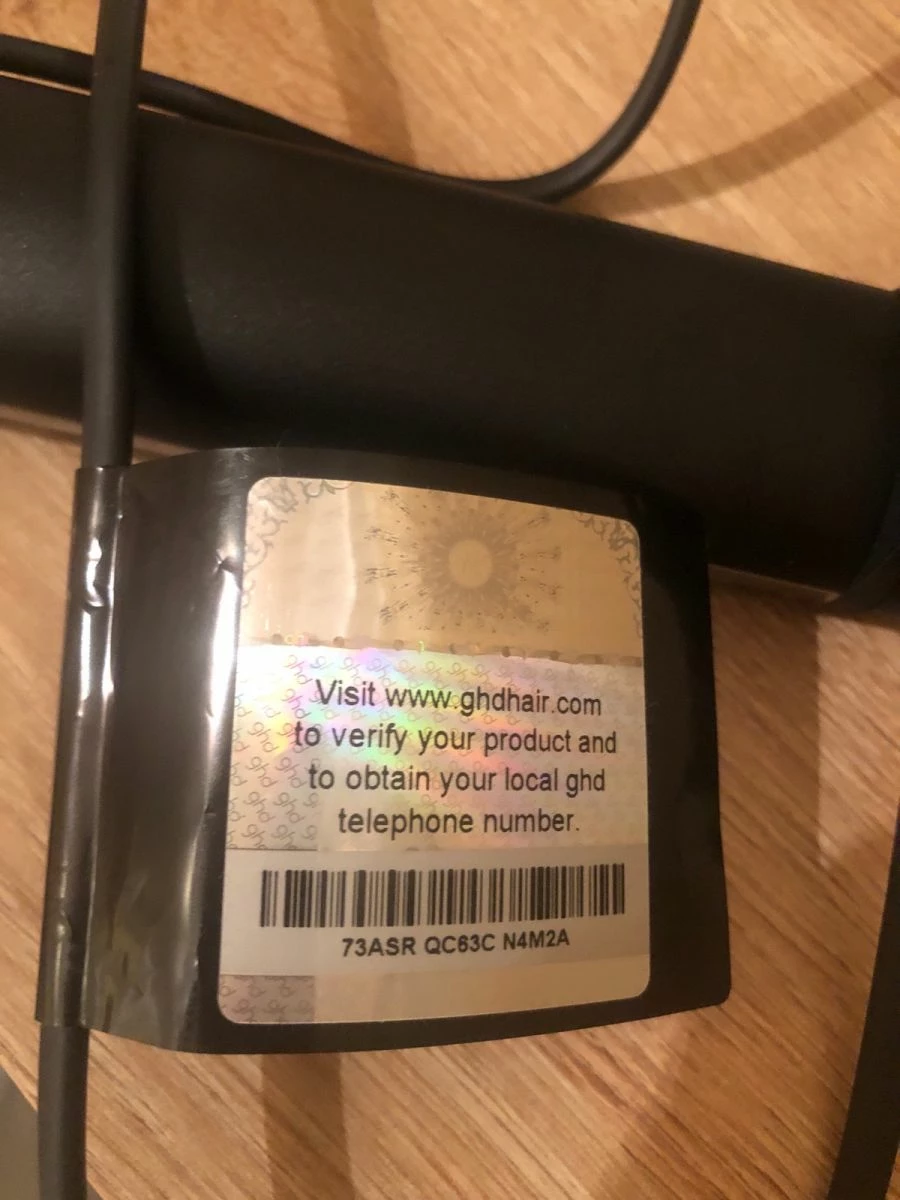 Visit www.ghdhair.com
to verify your product and
to obtain your local ghd
telephone number.
73ASR QC63C N4M2A